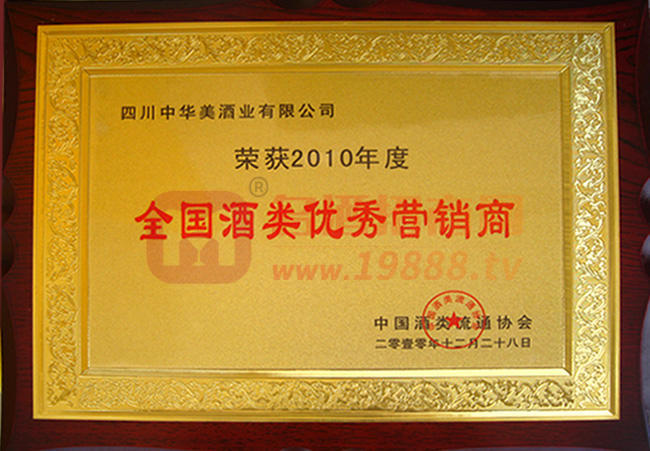 四川中华美酒业有限公司
荣获2010年度
全国酒类优秀营销商
®
www.19888.tv
中国酒类流通协会
二零壹零年十二月二十八日